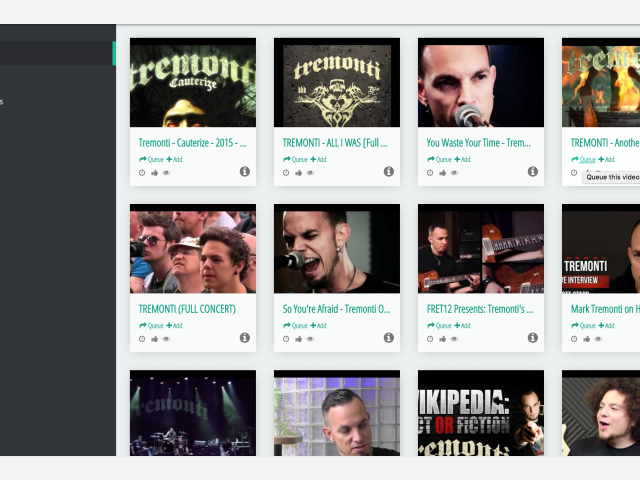 s
tremonti
Cauterize
tremonti
Tremonti - Cauterize - 2015 - ...
TREMONTI - ALL I WAS [Full ...
You Waste Your Time - Trem...
TREMONTI - Anothe
Queue Add
Queue Add
Queue Add
Queue Add
Queue this video
TREMONTI
E INTERVIEW
TREMONTI (FULL CONCERT)
So You're Afraid - Tremonti O...
FRET12 Presents: Tremonti's ...
Mark Tremonti on H
Queue Add
Queue Add
Queue Add
Queue Add
tremonti
WIKIPEDIA:
CT OR FICTION
tremonti